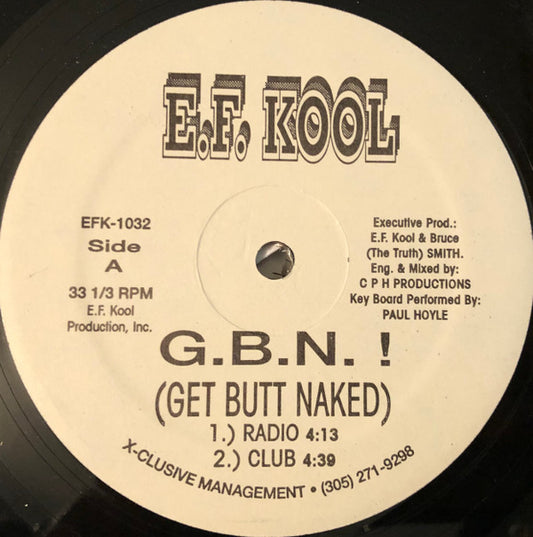 E.F. KOOL
EFK-1032
Side
A
33 1/3 RPM
E.F. Kool
Production, Inc.
Executive Prod.:
E.F. Kool & Bruce
(The Truth) SMITH.
Eng. & Mixed by:
C P H PRODUCTIONS
Key Board Performed By:
PAUL HOYLE
G.B.N. !
(GET BUTT NAKED)
1.) RADIO 4:13
2.) CLUB 4:39
X-CLUSIVE MANAGEMENT • (305) 271-9298